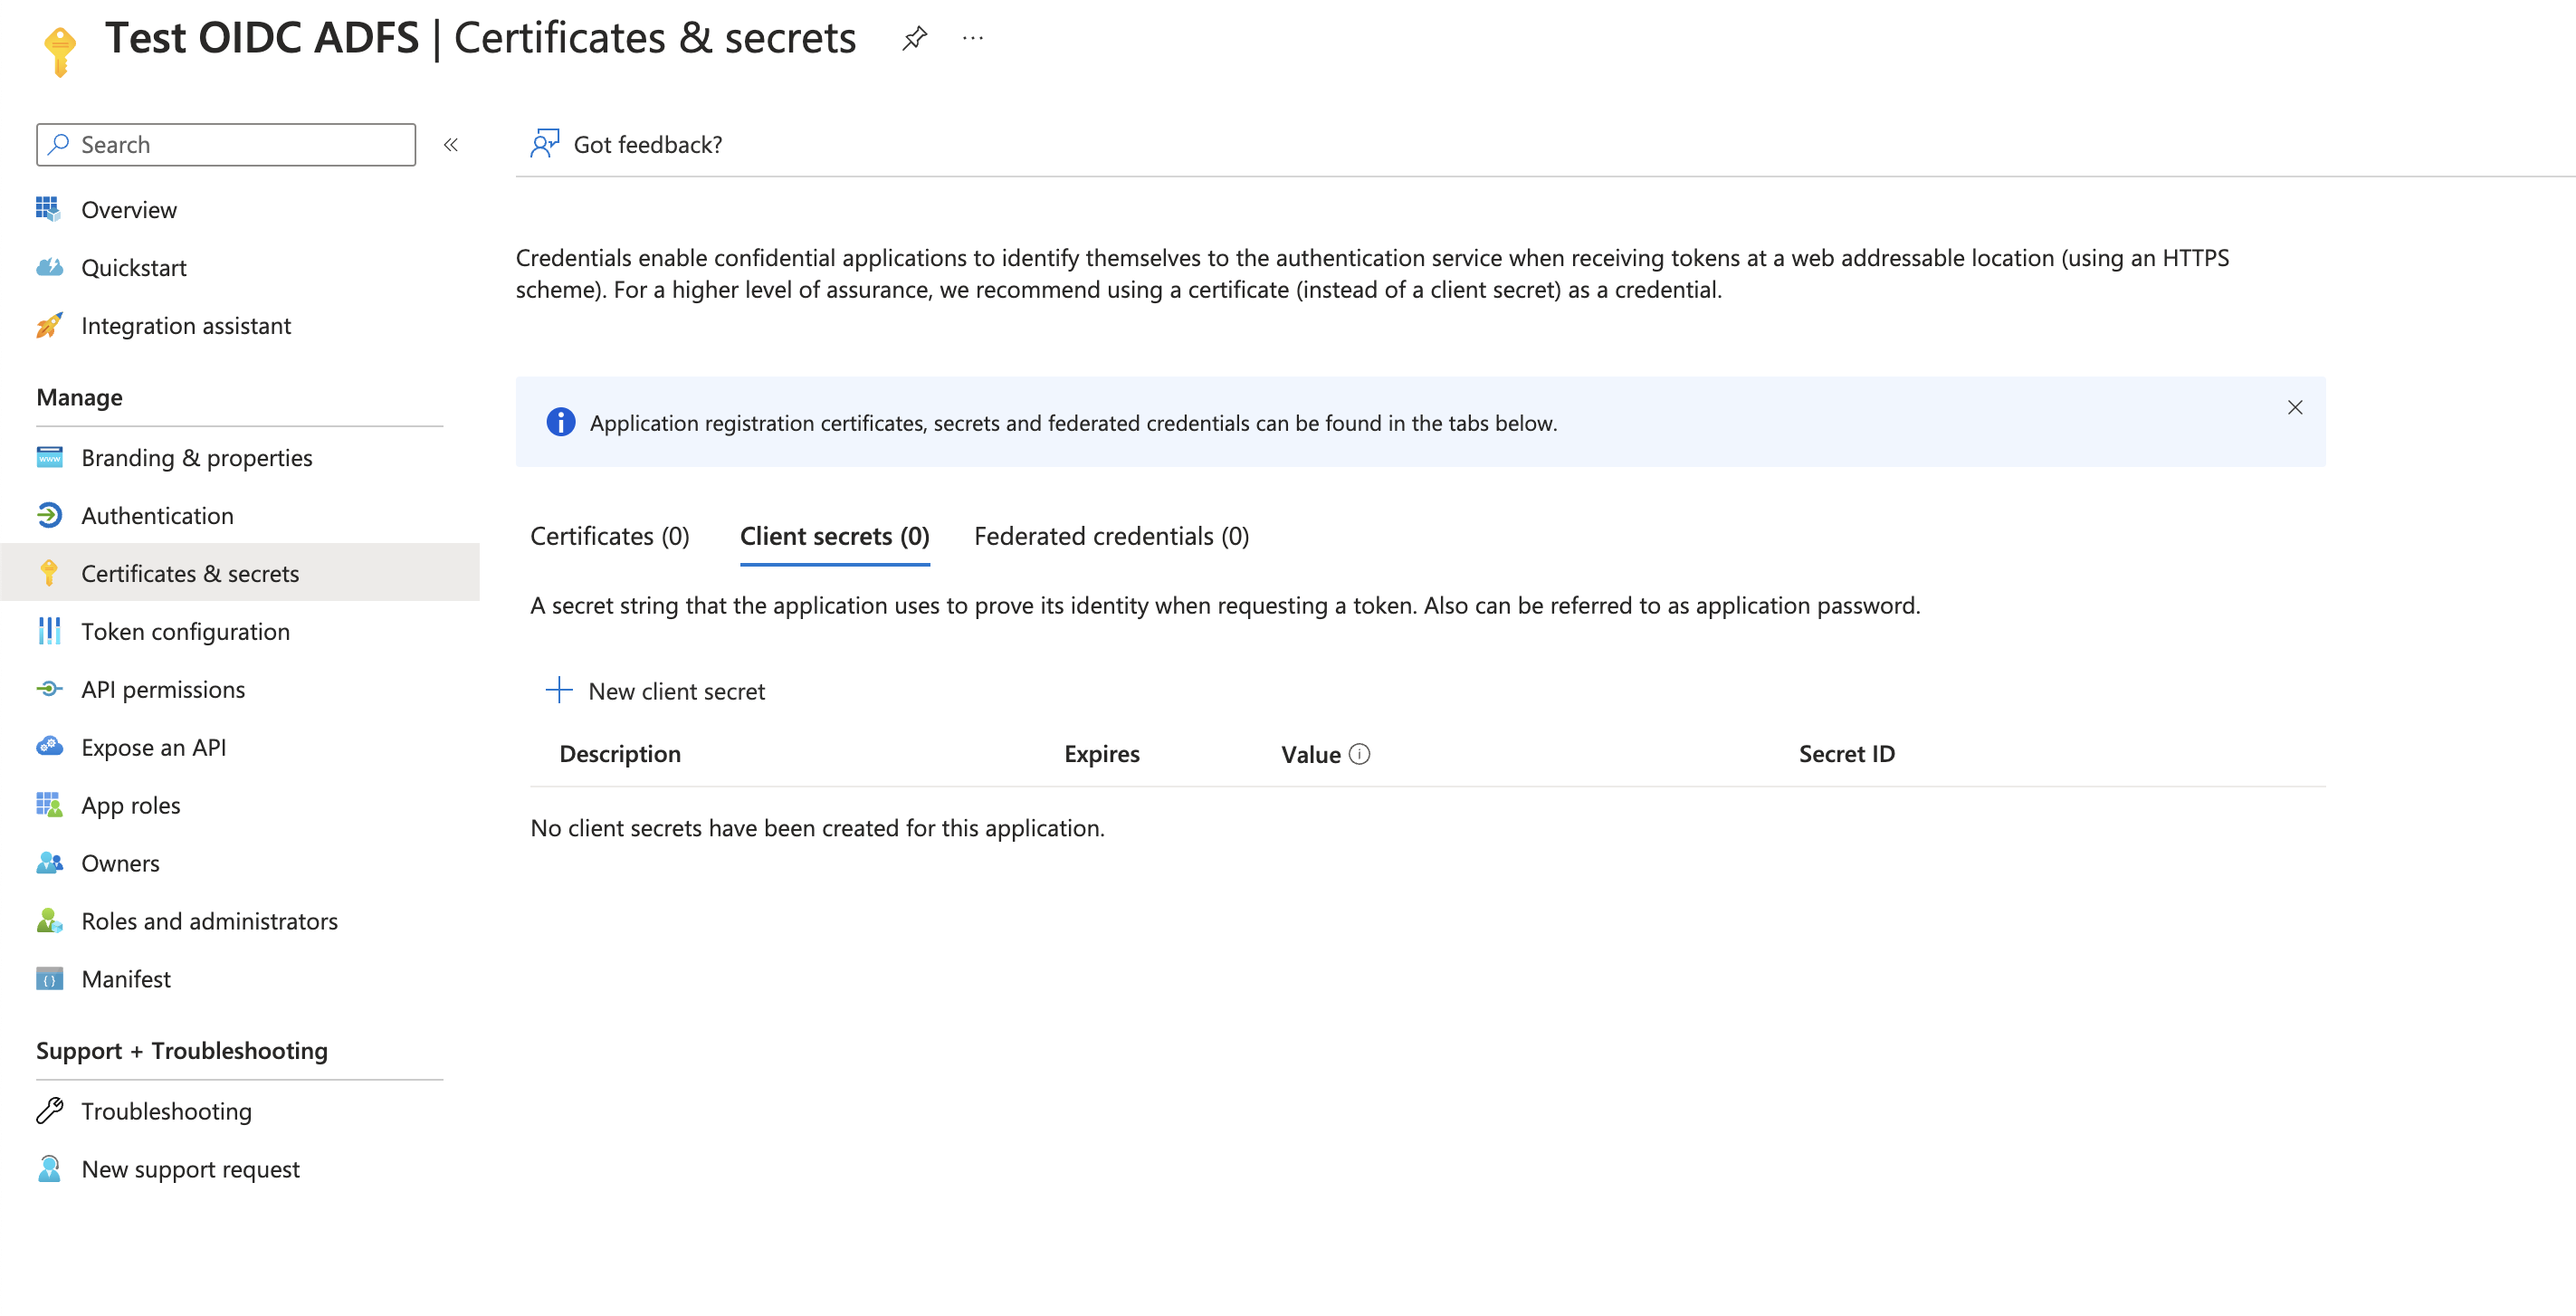 Test OIDC ADFS | Certificates & secrets
Search
Overview
Quickstart
Integration assistant
Manage
Branding & properties
Authentication
Certificates & secrets
Token configuration
API permissions
Expose an API
App roles
Owners
Roles and administrators
Manifest
Support + Troubleshooting
Troubleshooting
New support request
Got feedback?
Credentials enable confidential applications to identify themselves to the authentication service when receiving tokens at a web addressable location (using an HTTPS
scheme). For a higher level of assurance, we recommend using a certificate (instead of a client secret) as a credential.
Application registration certificates, secrets and federated credentials can be found in the tabs below.
Certificates (0) Client secrets (0) Federated credentials (0)
A secret string that the application uses to prove its identity when requesting a token. Also can be referred to as application password.
New client secret
Description Expires Value Secret ID
No client secrets have been created for this application.